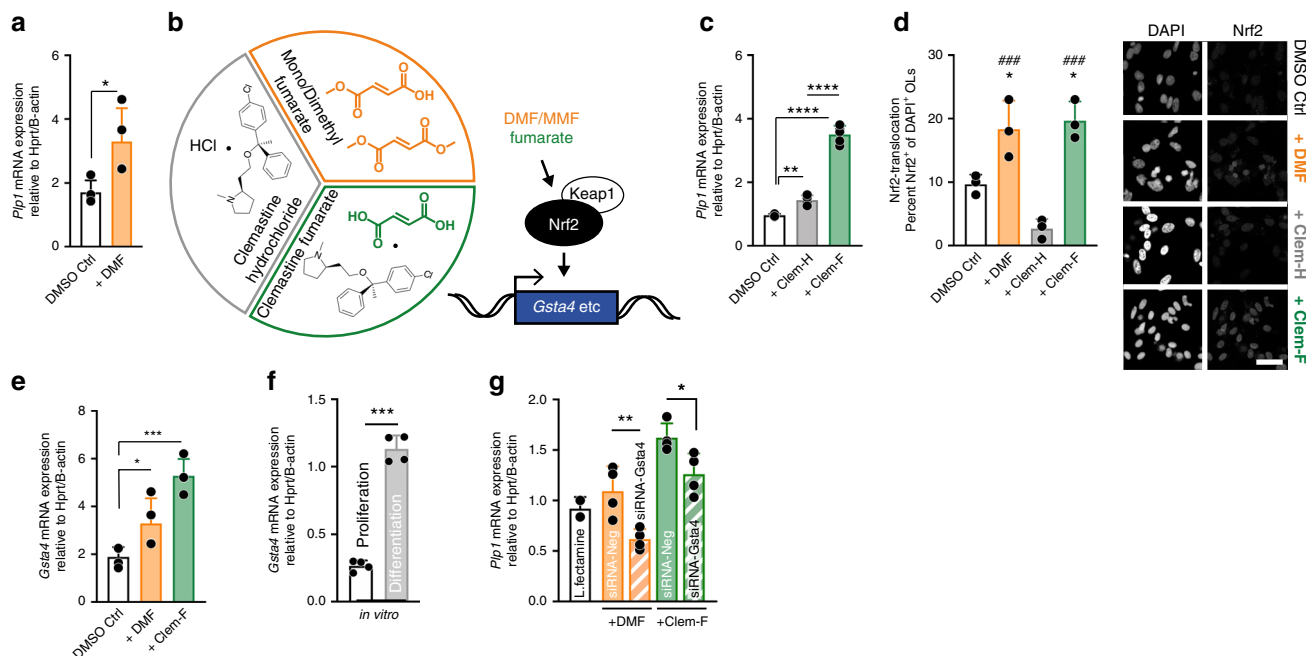 a
Plp1 mRNA expression
relative to Hprt/B-actin
6
4
2
0
*
DMSO Ctrl
+ DMF
b
Mono/Dimethyl
fumarate
O
O
O
OH
O
O
O
O
HCl •
Cl
O
N
Clemastine
hydrochloride
Clemastine fumarate
O
HO
OH
O
•
N
O
Cl
DMF/MMF
fumarate
Keap1
Nrf2
Gsta4 etc
c
Plp1 mRNA expression
relative to Hprt/B-actin
6
4
2
0
****
****
**
DMSO Ctrl
+ Clem-H
+ Clem-F
d
Nrf2-translocation
Percent Nrf2+ of DAPI+ OLs
30
20
10
0
###
*
###
*
DMSO Ctrl
+ DMF
+ Clem-H
+ Clem-F
DAPI
Nrf2
DMSO Ctrl
+ DMF
+ Clem-H
+ Clem-F
e
Gsta4 mRNA expression
relative to Hprt/B-actin
8
6
4
2
0
***
*
DMSO Ctrl
+ DMF
+ Clem-F
f
Gsta4 mRNA expression
relative to Hprt/B-actin
1.5
1.0
0.5
0.0
***
Proliferation
Differentiation
in vitro
g
Plp1 mRNA expression
relative to Hprt/B-actin
2.0
1.5
1.0
0.5
0.0
**
*
L.fectamine
siRNA-Neg
siRNA-Gsta4
siRNA-Neg
siRNA-Gsta4
+DMF
+Clem-F